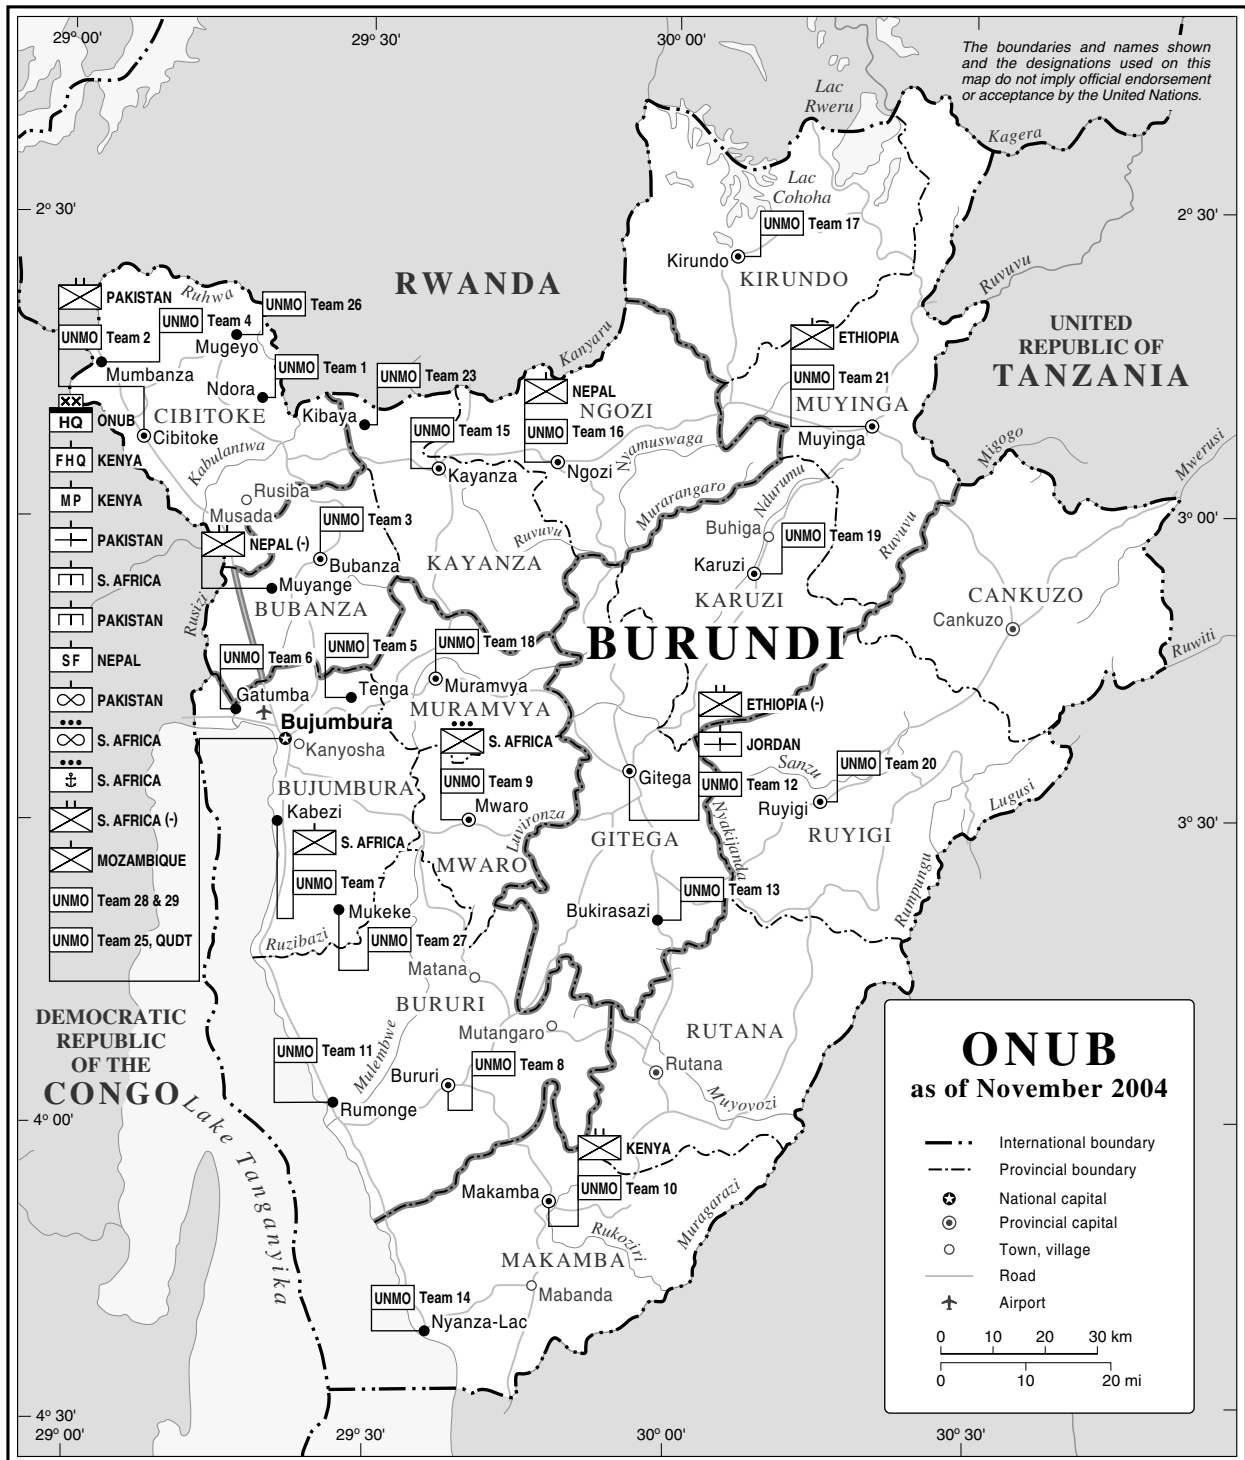 29° 00'
29° 30'
30° 00'
The boundaries and names shown
and the designations used on this
map do not imply official endorsement
or acceptance by the United Nations.
Lac
Rweru
Kagera
Lac
Cohoha
2° 30'
2° 30'
UNMO Team 17
Kirundo
KIRUNDO
Ruvuvu
RWANDA
PAKISTAN
Ruhwa
UNMO Team 26
UNMO Team 4
UNMO Team 2
Mugeyo
Mumbanza
Kanyaru
ETHIOPIA
UNITED
REPUBLIC OF
TANZANIA
UNMO Team 1
UNMO Team 23
UNMO Team 21
Ndora
NEPAL
NGOZI
MUYINGA
CIBITOKE
Kibaya
HQ ONUB
UNMO Team 15
UNMO Team 16
Cibitoke
Muyinga
Nyamuswaga
Migogo
Mwerusi
FHQ KENYA
Kabulantwa
Kayanza
Ngozi
Murarangaro
Ndurumu
MP KENYA
Rusiba
Musada
UNMO Team 3
Ruvuvu
Buhiga
Ruvuvu
3° 00'
PAKISTAN
NEPAL (-)
UNMO Team 19
Bubanza
KAYANZA
Karuzi
S. AFRICA
Muyange
BUBANZA
KARUZI
CANKUZO
Rusizi
PAKISTAN
Cankuzo
BURUNDI
Ruwiti
SF NEPAL
UNMO Team 6
UNMO Team 5
UNMO Team 18
Gatumba
Tenga
Muramvya
PAKISTAN
MURAMVYA
ETHIOPIA (-)
Bujumbura
S. AFRICA
Kanyosha
S. AFRICA
JORDAN
S. AFRICA
BUJUMBURA
UNMO Team 9
Gitega
UNMO Team 12
Sanzu
UNMO Team 20
Ruyigi
Lugusi
Kabezi
Mwaro
S. AFRICA (-)
Luvironza
Nyakijanda
RUYIGI
3° 30'
S. AFRICA
GITEGA
MOZAMBIQUE
MWARO
UNMO Team 7
UNMO Team 13
Rumpungu
UNMO Team 28 & 29
Mukeke
Bukirasazi
UNMO Team 25, QUDT
Ruzibazi
UNMO Team 27
Matana
BURURI
DEMOCRATIC
REPUBLIC
OF THE
CONGO
Mutangaro
RUTANA
UNMO Team 11
Mulembwe
UNMO Team 8
Bururi
Rutana
Rumonge
Muyovozi
4° 00'
Lake Tanganyika
KENYA
Makamba
UNMO Team 10
Rukoziri
Muragarazi
MAKAMBA
UNMO Team 14
Mabanda
Nyanza-Lac
ONUB
as of November 2004
International boundary
Provincial boundary
National capital
Provincial capital
Town, village
Road
Airport
0 10 20 30 km
0 10 20 mi
4° 30'
29° 00'
29° 30'
30° 00'
30° 30'